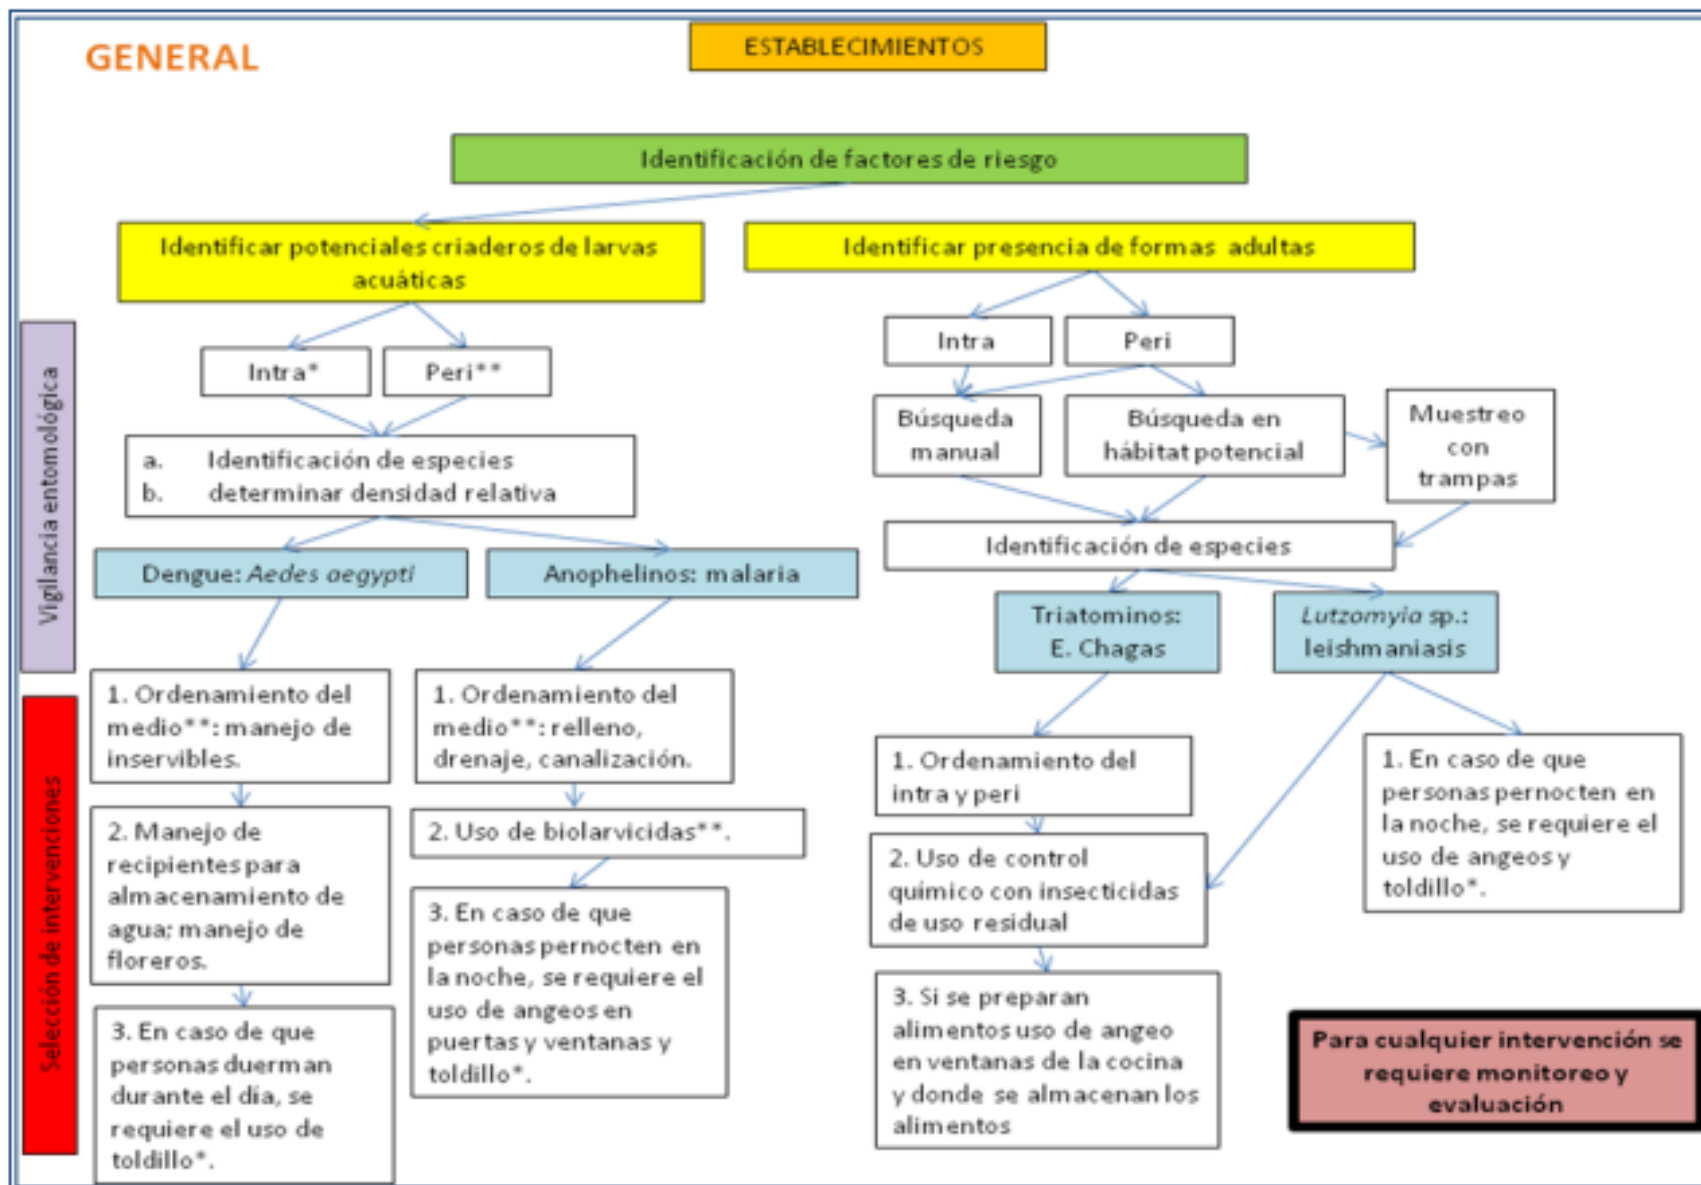 GENERAL
ESTABLECIMIENTOS
Identificación de factores de riesgo
Identificar potenciales criaderos de larvas
acuáticas
Identificar presencia de formas adultas
Vigilancia entomológica
Intra*
Peri**
Intra
Peri
a. Identificación de especies
b. determinar densidad relativa
Búsqueda
manual
Búsqueda en
hábitat potencial
Muestreo
con
trampas
Identificación de especies
Dengue: Aedes aegypti
Anophelinos: malaria
Triatominos:
E. Chagas
Lutzomyia sp.:
leishmaniasis
Selección de intervenciones
1. Ordenamiento del
medio**: manejo de
inservibles.
2. Manejo de
recipientes para
almacenamiento de
agua; manejo de
floreros.
3. En caso de que
personas duerman
durante el día, se
requiere el uso de
toldillo*.
1. Ordenamiento del
medio**: relleno,
drenaje, canalización.
2. Uso de biolarvicidas**.
3. En caso de que
personas pernocten en
la noche, se requiere el
uso de angeos en
puertas y ventanas y
toldillo*.
1. Ordenamiento del
intra y peri
2. Uso de control
químico con insecticidas
de uso residual
3. Si se preparan
alimentos uso de angeo
en ventanas de la cocina
y donde se almacenan los
alimentos
1. En caso de que
personas pernocten en
la noche, se requiere el
uso de angeos y
toldillo*.
Para cualquier intervención se
requiere monitoreo y
evaluación